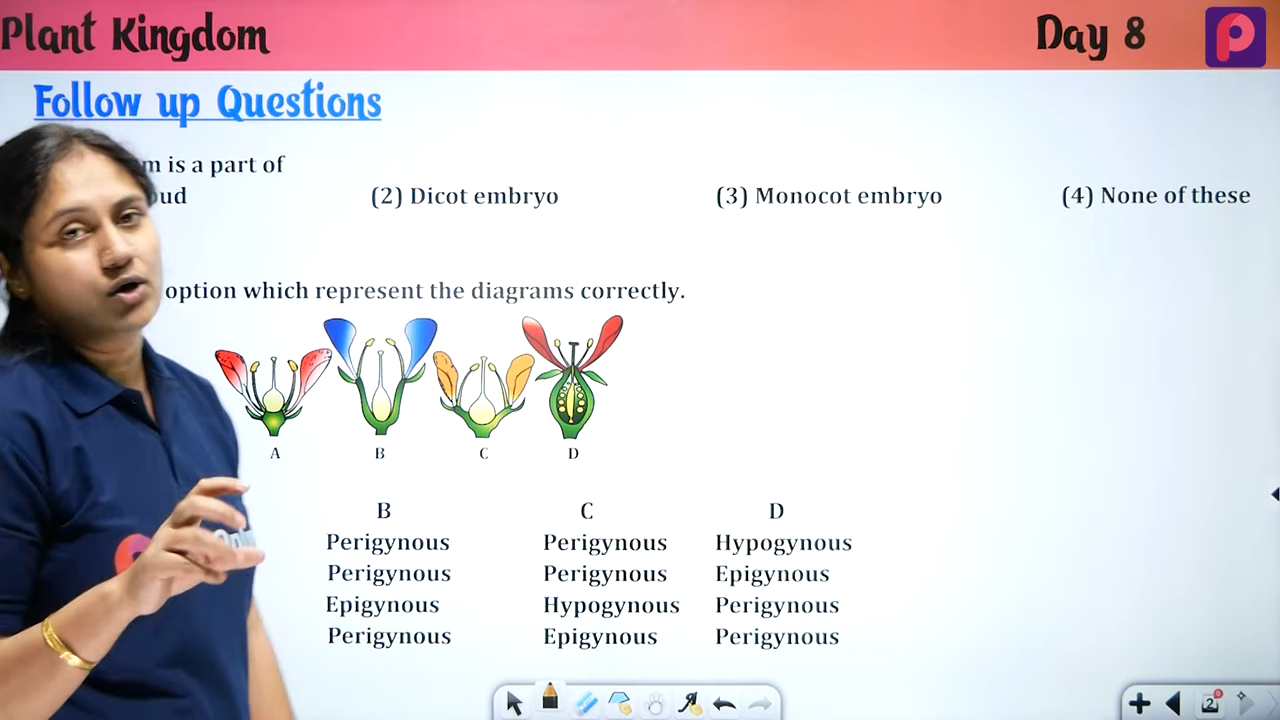 Plant Kingdom
Day 8
Follow up Questions
is a part of
(2) Dicot embryo
(3) Monocot embryo
(4) None of these
option which represent the diagrams correctly.
A
B
C
D
B
C
D
Perigynous
Perigynous
Hypogynous
Perigynous
Perigynous
Epigynous
Epigynous
Hypogynous
Perigynous
Perigynous
Epigynous
Perigynous
2